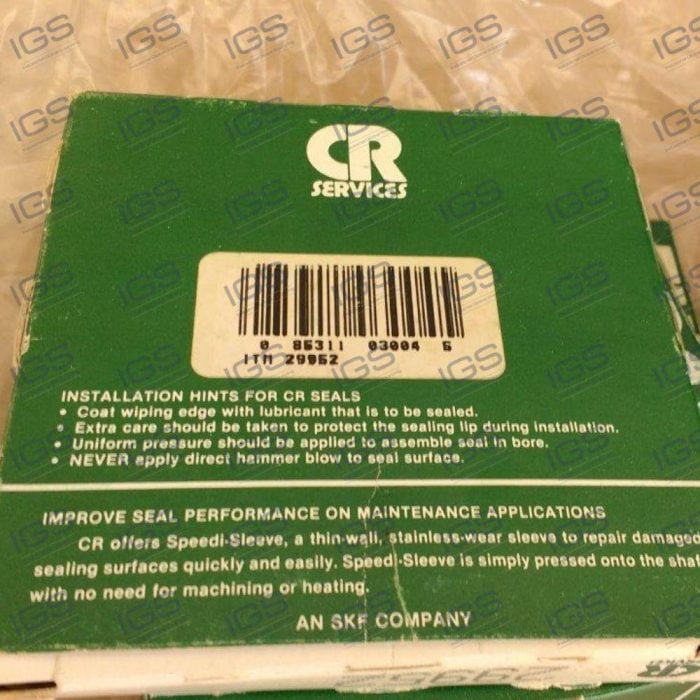 CR
SERVICES
0 85311 03004 5
ITM 29952
INSTALLATION HINTS FOR CR SEALS
• Coat wiping edge with lubricant that is to be sealed.
• Extra care should be taken to protect the sealing lip during installation.
• Uniform pressure should be applied to assemble seal in bore.
• NEVER apply direct hammer blow to seal surface.
IMPROVE SEAL PERFORMANCE ON MAINTENANCE APPLICATIONS
CR offers Speedi-Sleeve, a thin-wall, stainless-wear sleeve to repair damaged
sealing surfaces quickly and easily. Speedi-Sleeve is simply pressed onto the shaf
with no need for machining or heating.
AN SKF COMPANY
IGS